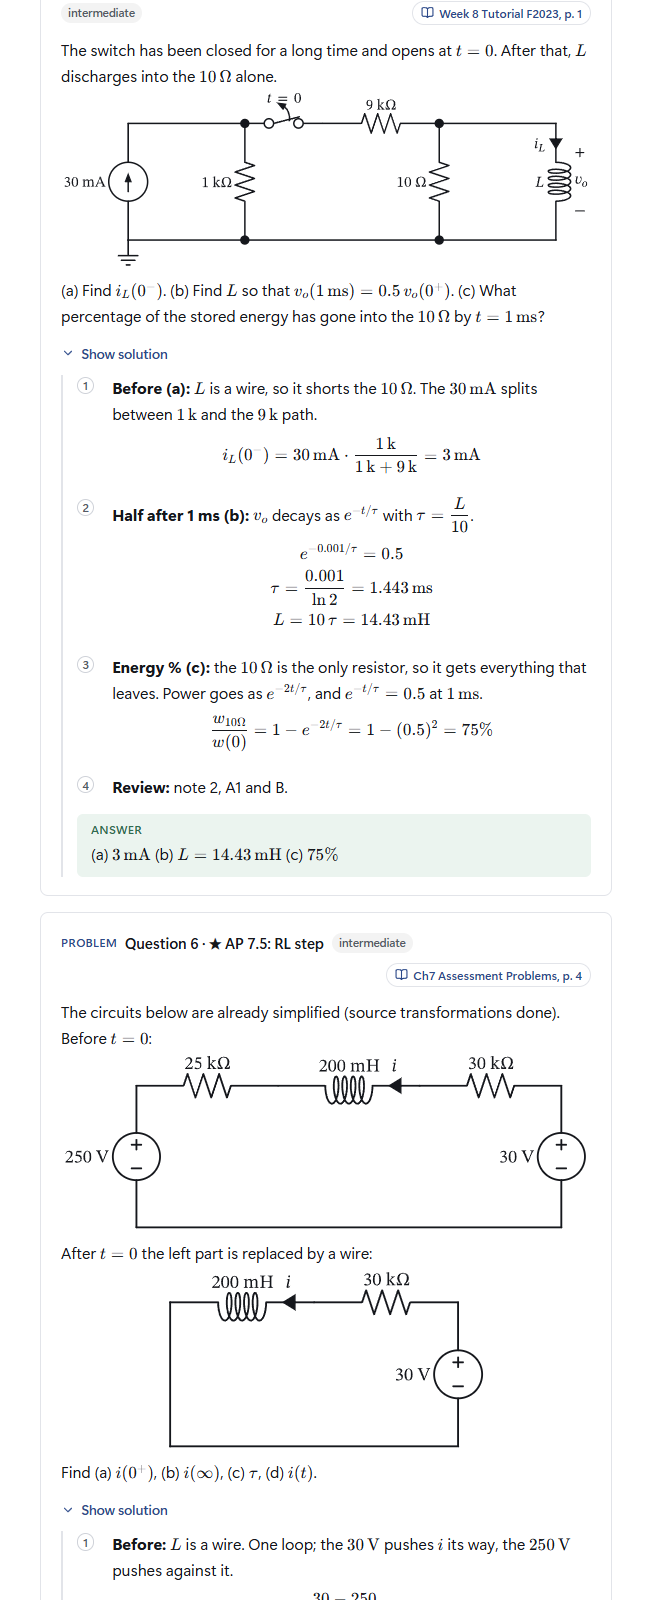 intermediate
Week 8 Tutorial F2023, p. 1
The switch has been closed for a long time and opens at t = 0. After that, L
discharges into the 10 Ω alone.
t = 0
9 kΩ
30 mA
1 kΩ
10 Ω
iL
L
+
vo
−
(a) Find iL(0⁻). (b) Find L so that vo(1 ms) = 0.5 vo(0⁺). (c) What
percentage of the stored energy has gone into the 10 Ω by t = 1 ms?
Show solution
1
Before (a): L is a wire, so it shorts the 10 Ω. The 30 mA splits
between 1 k and the 9 k path.
iL(0⁻) = 30 mA · 1 k / (1 k + 9 k) = 3 mA
2
Half after 1 ms (b): vo decays as e^(−t/τ) with τ = L/10.
e^(−0.001/τ) = 0.5
τ = 0.001 / ln 2 = 1.443 ms
L = 10 τ = 14.43 mH
3
Energy % (c): the 10 Ω is the only resistor, so it gets everything that
leaves. Power goes as e^(−2t/τ), and e^(−t/τ) = 0.5 at 1 ms.
w10Ω / w(0) = 1 − e^(−2t/τ) = 1 − (0.5)² = 75%
4
Review: note 2, A1 and B.
ANSWER
(a) 3 mA (b) L = 14.43 mH (c) 75%
PROBLEM Question 6 · ★ AP 7.5: RL step intermediate
Ch7 Assessment Problems, p. 4
The circuits below are already simplified (source transformations done).
Before t = 0:
25 kΩ
200 mH i
30 kΩ
250 V
+
−
30 V
+
−
After t = 0 the left part is replaced by a wire:
200 mH i
30 kΩ
30 V
+
−
Find (a) i(0⁺), (b) i(∞), (c) τ, (d) i(t).
Show solution
1
Before: L is a wire. One loop; the 30 V pushes i its way, the 250 V
pushes against it.
30 − 250